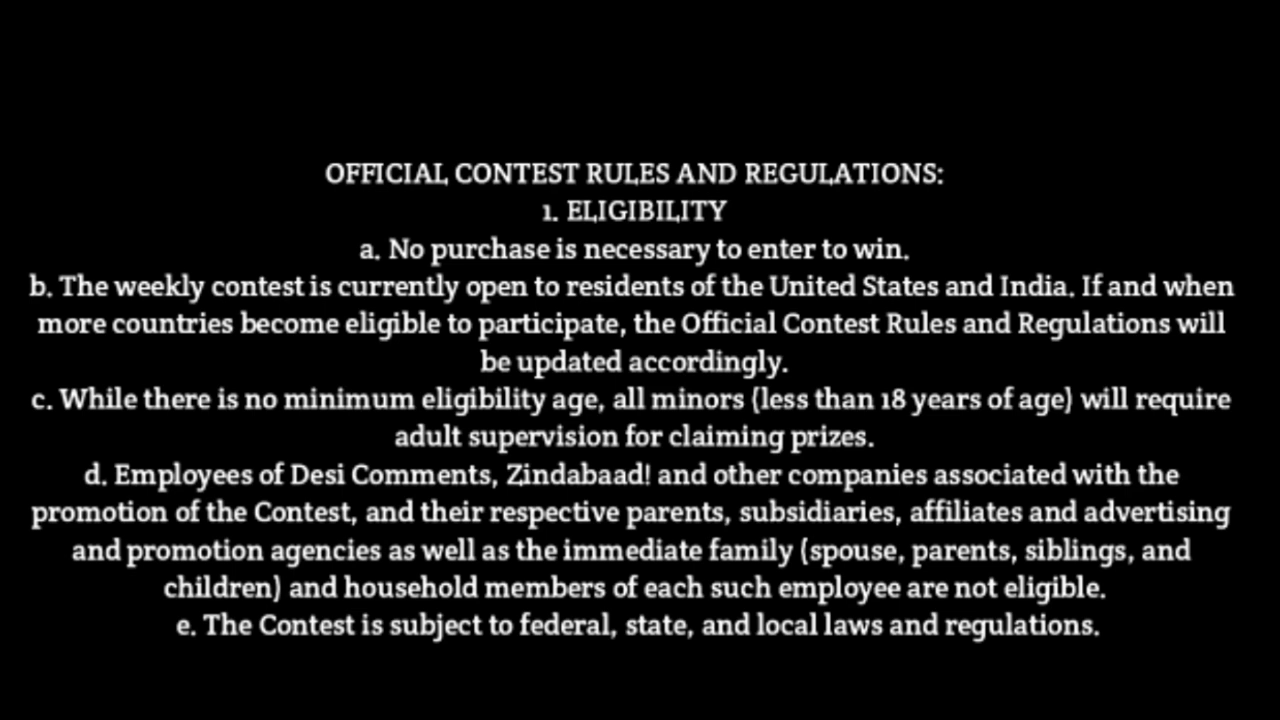 OFFICIAL CONTEST RULES AND REGULATIONS:
1. ELIGIBILITY
a. No purchase is necessary to enter to win.
b. The weekly contest is currently open to residents of the United States and India. If and when
more countries become eligible to participate, the Official Contest Rules and Regulations will
be updated accordingly.
c. While there is no minimum eligibility age, all minors (less than 18 years of age) will require
adult supervision for claiming prizes.
d. Employees of Desi Comments, Zindabaad! and other companies associated with the
promotion of the Contest, and their respective parents, subsidiaries, affiliates and advertising
and promotion agencies as well as the immediate family (spouse, parents, siblings, and
children) and household members of each such employee are not eligible.
e. The Contest is subject to federal, state, and local laws and regulations.